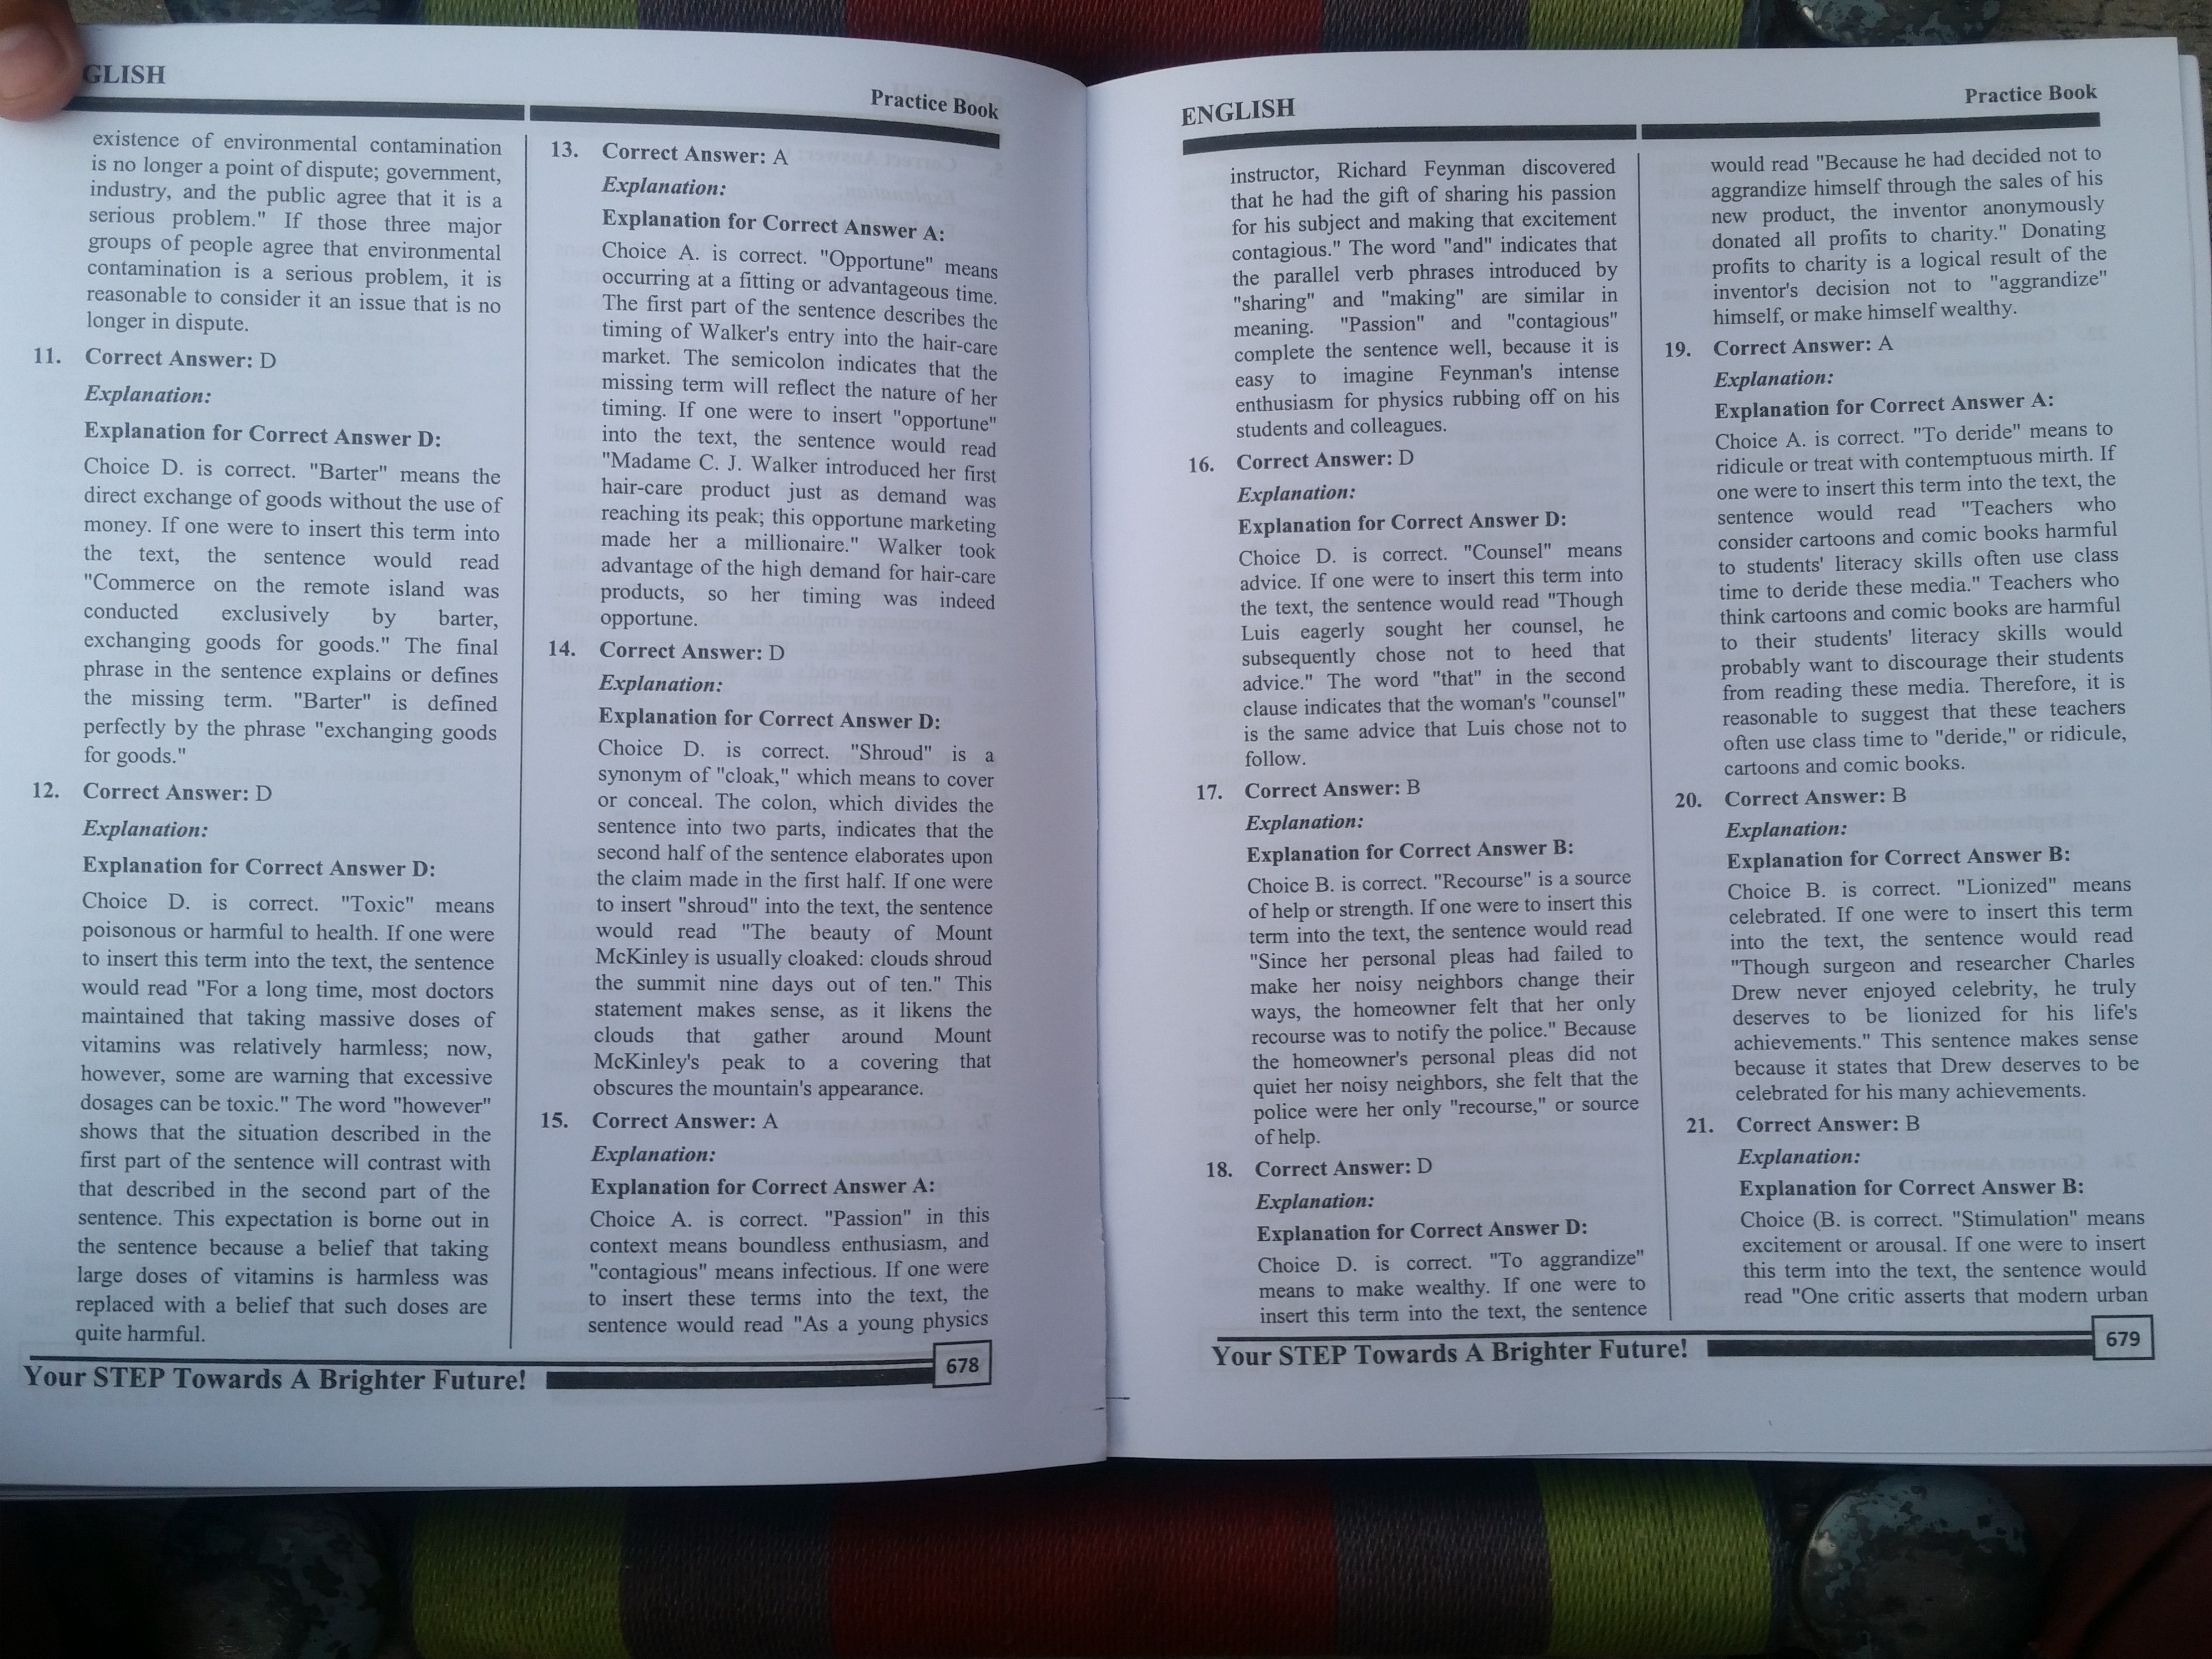 GLISH
Practice Book
existence of environmental contamination
is no longer a point of dispute; government,
industry, and the public agree that it is a
serious problem." If those three major
groups of people agree that environmental
contamination is a serious problem, it is
reasonable to consider it an issue that is no
longer in dispute.
11. Correct Answer: D
Explanation:
Explanation for Correct Answer D:
Choice D. is correct. "Barter" means the
direct exchange of goods without the use of
money. If one were to insert this term into
the text, the sentence would read
"Commerce on the remote island was
conducted exclusively by barter,
exchanging goods for goods." The final
phrase in the sentence explains or defines
the missing term. "Barter" is defined
perfectly by the phrase "exchanging goods
for goods."
12. Correct Answer: D
Explanation:
Explanation for Correct Answer D:
Choice D. is correct. "Toxic" means
poisonous or harmful to health. If one were
to insert this term into the text, the sentence
would read "For a long time, most doctors
maintained that taking massive doses of
vitamins was relatively harmless; now,
however, some are warning that excessive
dosages can be toxic." The word "however"
shows that the situation described in the
first part of the sentence will contrast with
that described in the second part of the
sentence. This expectation is borne out in
the sentence because a belief that taking
large doses of vitamins is harmless was
replaced with a belief that such doses are
quite harmful.
13. Correct Answer: A
Explanation:
Explanation for Correct Answer A:
Choice A. is correct. "Opportune" means
occurring at a fitting or advantageous time.
The first part of the sentence describes the
timing of Walker's entry into the hair-care
market. The semicolon indicates that the
missing term will reflect the nature of her
timing. If one were to insert "opportune"
into the text, the sentence would read
"Madame C. J. Walker introduced her first
hair-care product just as demand was
reaching its peak; this opportune marketing
made her a millionaire." Walker took
advantage of the high demand for hair-care
products, so her timing was indeed
opportune.
14. Correct Answer: D
Explanation:
Explanation for Correct Answer D:
Choice D. is correct. "Shroud" is a
synonym of "cloak," which means to cover
or conceal. The colon, which divides the
sentence into two parts, indicates that the
second half of the sentence elaborates upon
the claim made in the first half. If one were
to insert "shroud" into the text, the sentence
would read "The beauty of Mount
McKinley is usually cloaked: clouds shroud
the summit nine days out of ten." This
statement makes sense, as it likens the
clouds that gather around Mount
McKinley's peak to a covering that
obscures the mountain's appearance.
15. Correct Answer: A
Explanation:
Explanation for Correct Answer A:
Choice A. is correct. "Passion" in this
context means boundless enthusiasm, and
"contagious" means infectious. If one were
to insert these terms into the text, the
sentence would read "As a young physics
Your STEP Towards A Brighter Future!
678
ENGLISH
Practice Book
instructor, Richard Feynman discovered
that he had the gift of sharing his passion
for his subject and making that excitement
contagious." The word "and" indicates that
the parallel verb phrases introduced by
"sharing" and "making" are similar in
meaning. "Passion" and "contagious"
complete the sentence well, because it is
easy to imagine Feynman's intense
enthusiasm for physics rubbing off on his
students and colleagues.
16. Correct Answer: D
Explanation:
Explanation for Correct Answer D:
Choice D. is correct. "Counsel" means
advice. If one were to insert this term into
the text, the sentence would read "Though
Luis eagerly sought her counsel, he
subsequently chose not to heed that
advice." The word "that" in the second
clause indicates that the woman's "counsel"
is the same advice that Luis chose not to
follow.
17. Correct Answer: B
Explanation:
Explanation for Correct Answer B:
Choice B. is correct. "Recourse" is a source
of help or strength. If one were to insert this
term into the text, the sentence would read
"Since her personal pleas had failed to
make her noisy neighbors change their
ways, the homeowner felt that her only
recourse was to notify the police." Because
the homeowner's personal pleas did not
quiet her noisy neighbors, she felt that the
police were her only "recourse," or source
of help.
18. Correct Answer: D
Explanation:
Explanation for Correct Answer D:
Choice D. is correct. "To aggrandize"
means to make wealthy. If one were to
insert this term into the text, the sentence
would read "Because he had decided not to
aggrandize himself through the sales of his
new product, the inventor anonymously
donated all profits to charity." Donating
profits to charity is a logical result of the
inventor's decision not to "aggrandize"
himself, or make himself wealthy.
19. Correct Answer: A
Explanation:
Explanation for Correct Answer A:
Choice A. is correct. "To deride" means to
ridicule or treat with contemptuous mirth. If
one were to insert this term into the text, the
sentence would read "Teachers who
consider cartoons and comic books harmful
to students' literacy skills often use class
time to deride these media." Teachers who
think cartoons and comic books are harmful
to their students' literacy skills would
probably want to discourage their students
from reading these media. Therefore, it is
reasonable to suggest that these teachers
often use class time to "deride," or ridicule,
cartoons and comic books.
20. Correct Answer: B
Explanation:
Explanation for Correct Answer B:
Choice B. is correct. "Lionized" means
celebrated. If one were to insert this term
into the text, the sentence would read
"Though surgeon and researcher Charles
Drew never enjoyed celebrity, he truly
deserves to be lionized for his life's
achievements." This sentence makes sense
because it states that Drew deserves to be
celebrated for his many achievements.
21. Correct Answer: B
Explanation:
Explanation for Correct Answer B:
Choice (B. is correct. "Stimulation" means
excitement or arousal. If one were to insert
this term into the text, the sentence would
read "One critic asserts that modern urban
Your STEP Towards A Brighter Future!
679